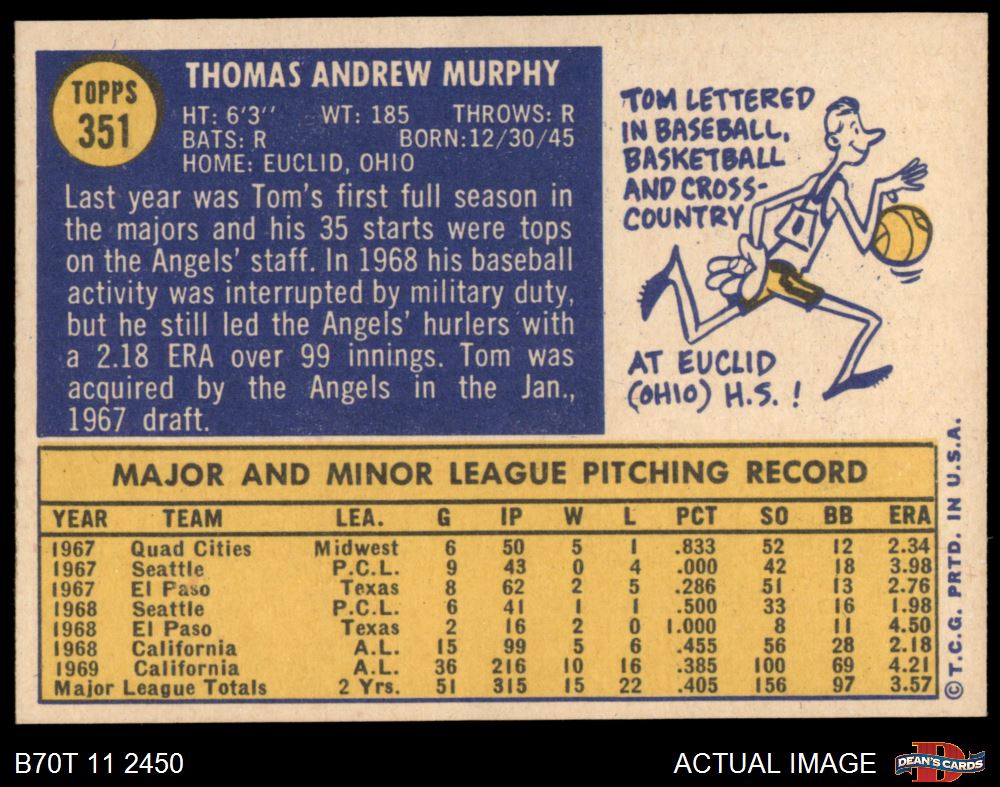 TOPPS
351
THOMAS ANDREW MURPHY
HT: 6'3'' WT: 185 THROWS: R
BATS: R BORN:12/30/45
HOME: EUCLID, OHIO
Last year was Tom's first full season in
the majors and his 35 starts were tops
on the Angels' staff. In 1968 his baseball
activity was interrupted by military duty,
but he still led the Angels' hurlers with
a 2.18 ERA over 99 innings. Tom was
acquired by the Angels in the Jan.,
1967 draft.
TOM LETTERED
IN BASEBALL,
BASKETBALL
AND CROSS-
COUNTRY
AT EUCLID
(OHIO) H.S. !
MAJOR AND MINOR LEAGUE PITCHING RECORD
YEAR TEAM LEA. G IP W L PCT SO BB ERA
1967 Quad Cities Midwest 6 50 5 1 .833 52 12 2.34
1967 Seattle P.C.L. 9 43 0 4 .000 42 18 3.98
1967 El Paso Texas 8 62 2 5 .286 51 13 2.76
1968 Seattle P.C.L. 6 41 1 1 .500 33 16 1.98
1968 El Paso Texas 2 16 2 0 1.000 8 11 4.50
1968 California A.L. 15 99 5 6 .455 56 28 2.18
1969 California A.L. 36 216 10 16 .385 100 69 4.21
Major League Totals 2 Yrs. 51 315 15 22 .405 156 97 3.57
© T.C.G. PRTD. IN U.S.A.
B70T 11 2450
ACTUAL IMAGE
D
DEAN'S CARDS